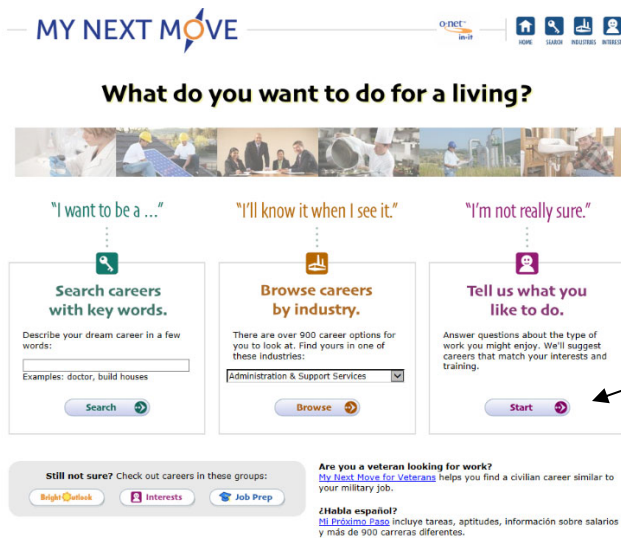 MY NEXT MOVE
o·net™
in-it
HOME SEARCH INDUSTRIES INTERESTS
What do you want to do for a living?
"I want to be a ..."
Search careers
with key words.
Describe your dream career in a few
words:
Examples: doctor, build houses
Search
"I'll know it when I see it."
Browse careers
by industry.
There are over 900 career options for
you to look at. Find yours in one of
these industries:
Administration & Support Services
Browse
"I'm not really sure."
Tell us what you
like to do.
Answer questions about the type of
work you might enjoy. We'll suggest
careers that match your interests and
training.
Start
Still not sure? Check out careers in these groups:
Bright Outlook
Interests
Job Prep
Are you a veteran looking for work?
My Next Move for Veterans helps you find a civilian career similar to
your military job.
¿Habla español?
Mi Próximo Paso incluye tareas, aptitudes, información sobre salarios
y más de 900 carreras diferentes.